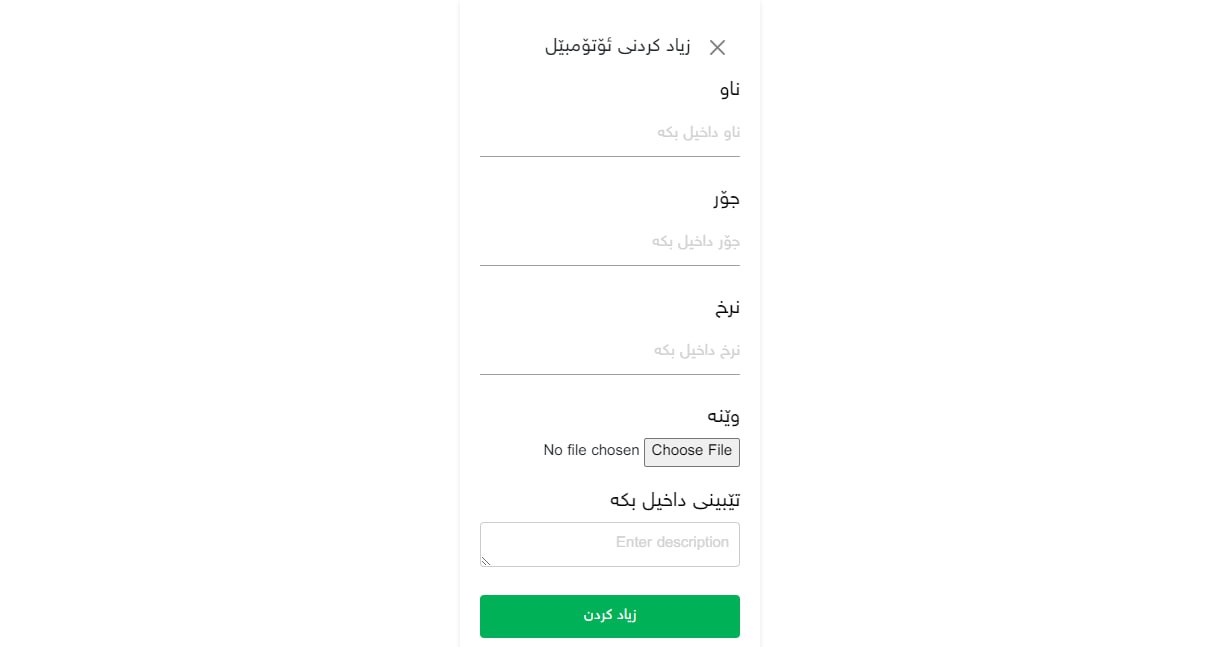 زیاد کردنی ئۆتۆمبێل
ناو
ناو داخیل بکە
جۆر
جۆر داخیل بکە
نرخ
نرخ داخیل بکە
وێنە
Choose File No file chosen
تێبینی داخیل بکە
Enter description
زیاد کردن